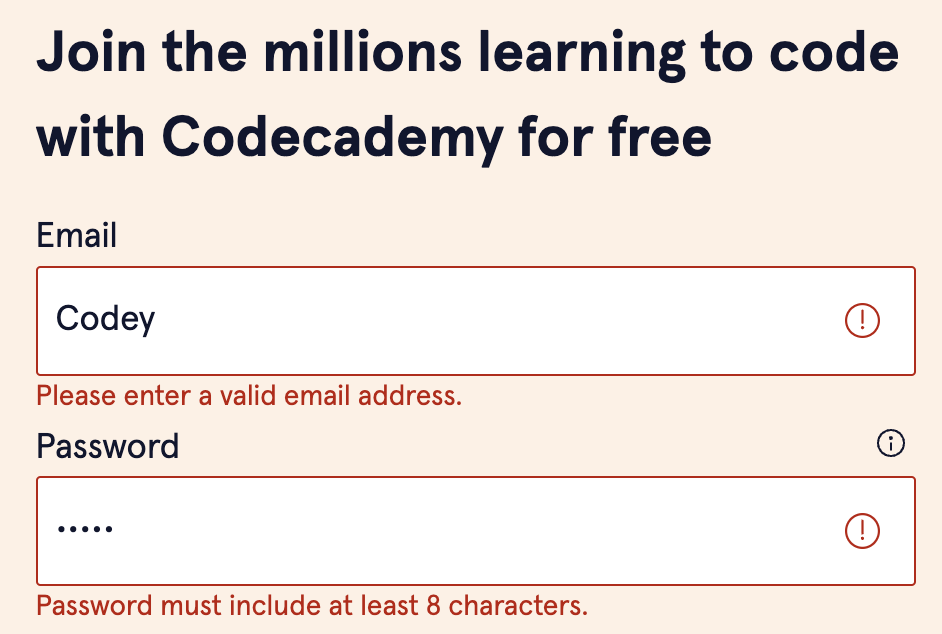 Join the millions learning to code
with Codecademy for free
Email
Codey
Please enter a valid email address.
Password
•••••
Password must include at least 8 characters.